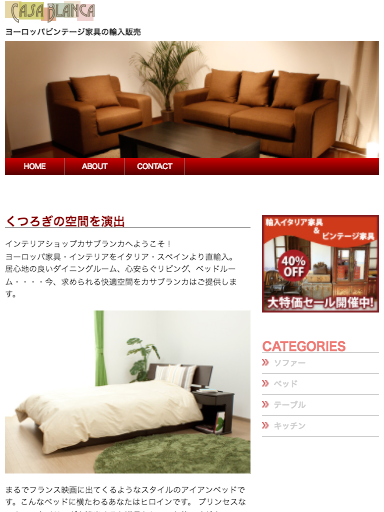 CASA BLANCA
ヨーロッパビンテージ家具の輸入販売
HOME ABOUT CONTACT
くつろぎの空間を演出
インテリアショップカサブランカへようこそ！
ヨーロッパ家具・インテリアをイタリア・スペインより直輸入。
居心地の良いダイニングルーム、心安らぐリビング、ベッドルー
ム・・・・今、求められる快適空間をカサブランカはご提供しま
す。
まるでフランス映画に出てくるようなスタイルのアイアンベッドで
す。こんなベッドに横たわるあなたはヒロインです。 プリンセスな
輸入イタリア家具
&
ビンテージ家具
40%
OFF
大特価セール開催中!
CATEGORIES
ソファー
ベッド
テーブル
キッチン